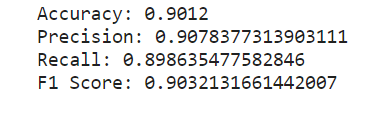 Accuracy: 0.9012
Precision: 0.9078377313903111
Recall: 0.898635477582846
F1 Score: 0.9032131661442007